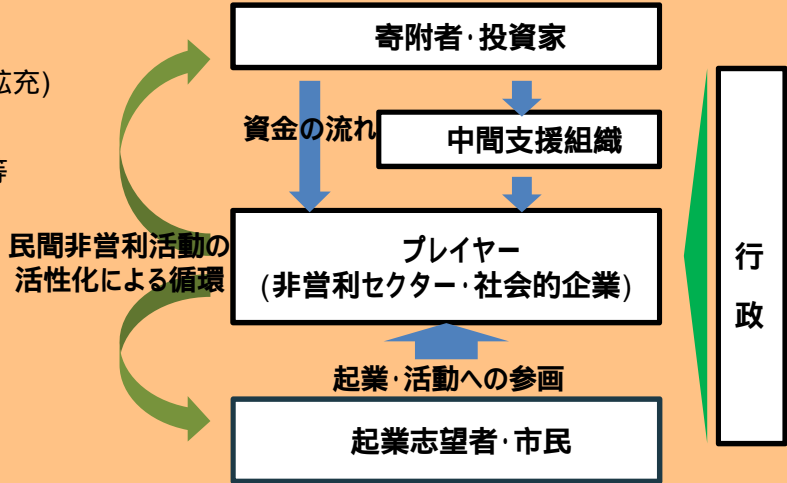 寄附者・投資家
拡充)
資金の流れ
中間支援組織
等
民間非営利活動の
活性化による循環
プレイヤー
(非営利セクター・社会的企業)
行
政
起業・活動への参画
起業志望者・市民